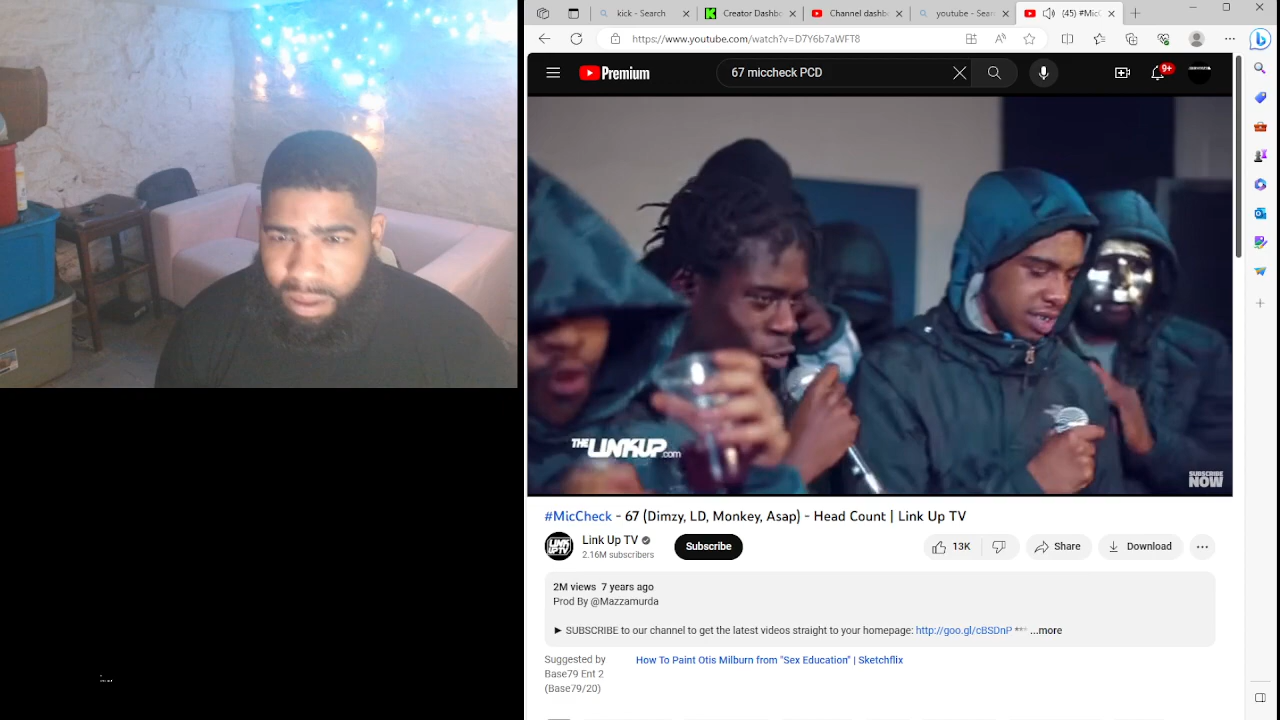 kick - Search
Creator Dashbo
Channel dashb
youtube - Sear
(45) #Mic
https://www.youtube.com/watch?v=D7Y6b7aWFT8
Premium
67 miccheck PCD
9+
THE LINKUP.com
SUBSCRIBE NOW
#MicCheck - 67 (Dimzy, LD, Monkey, Asap) - Head Count | Link Up TV
LINK UPTV
Link Up TV
2.16M subscribers
Subscribe
13K
Share
Download
2M views 7 years ago
Prod By @Mazzamurda
► SUBSCRIBE to our channel to get the latest videos straight to your homepage: http://goo.gl/cBSDnP *** ...more
Suggested by
Base79 Ent 2
(Base79/20)
How To Paint Otis Milburn from "Sex Education" | Sketchflix